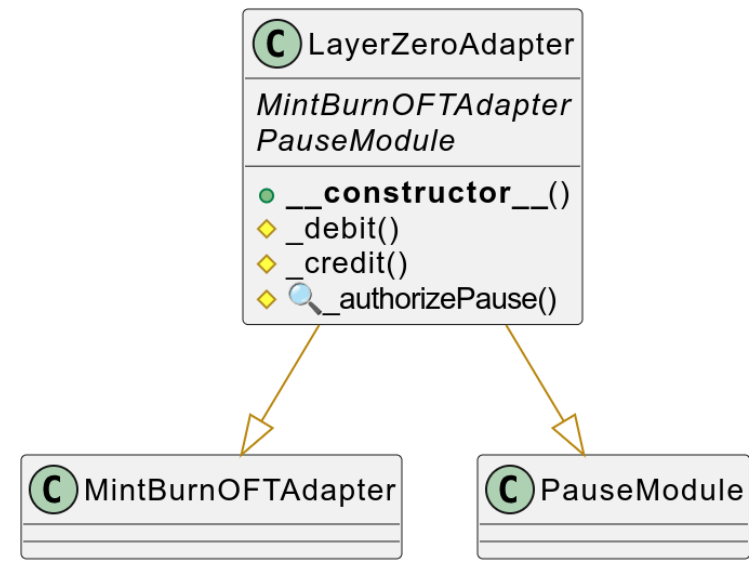 C LayerZeroAdapter
MintBurnOFTAdapter
PauseModule
__constructor__()
_debit()
_credit()
_authorizePause()
C MintBurnOFTAdapter
C PauseModule